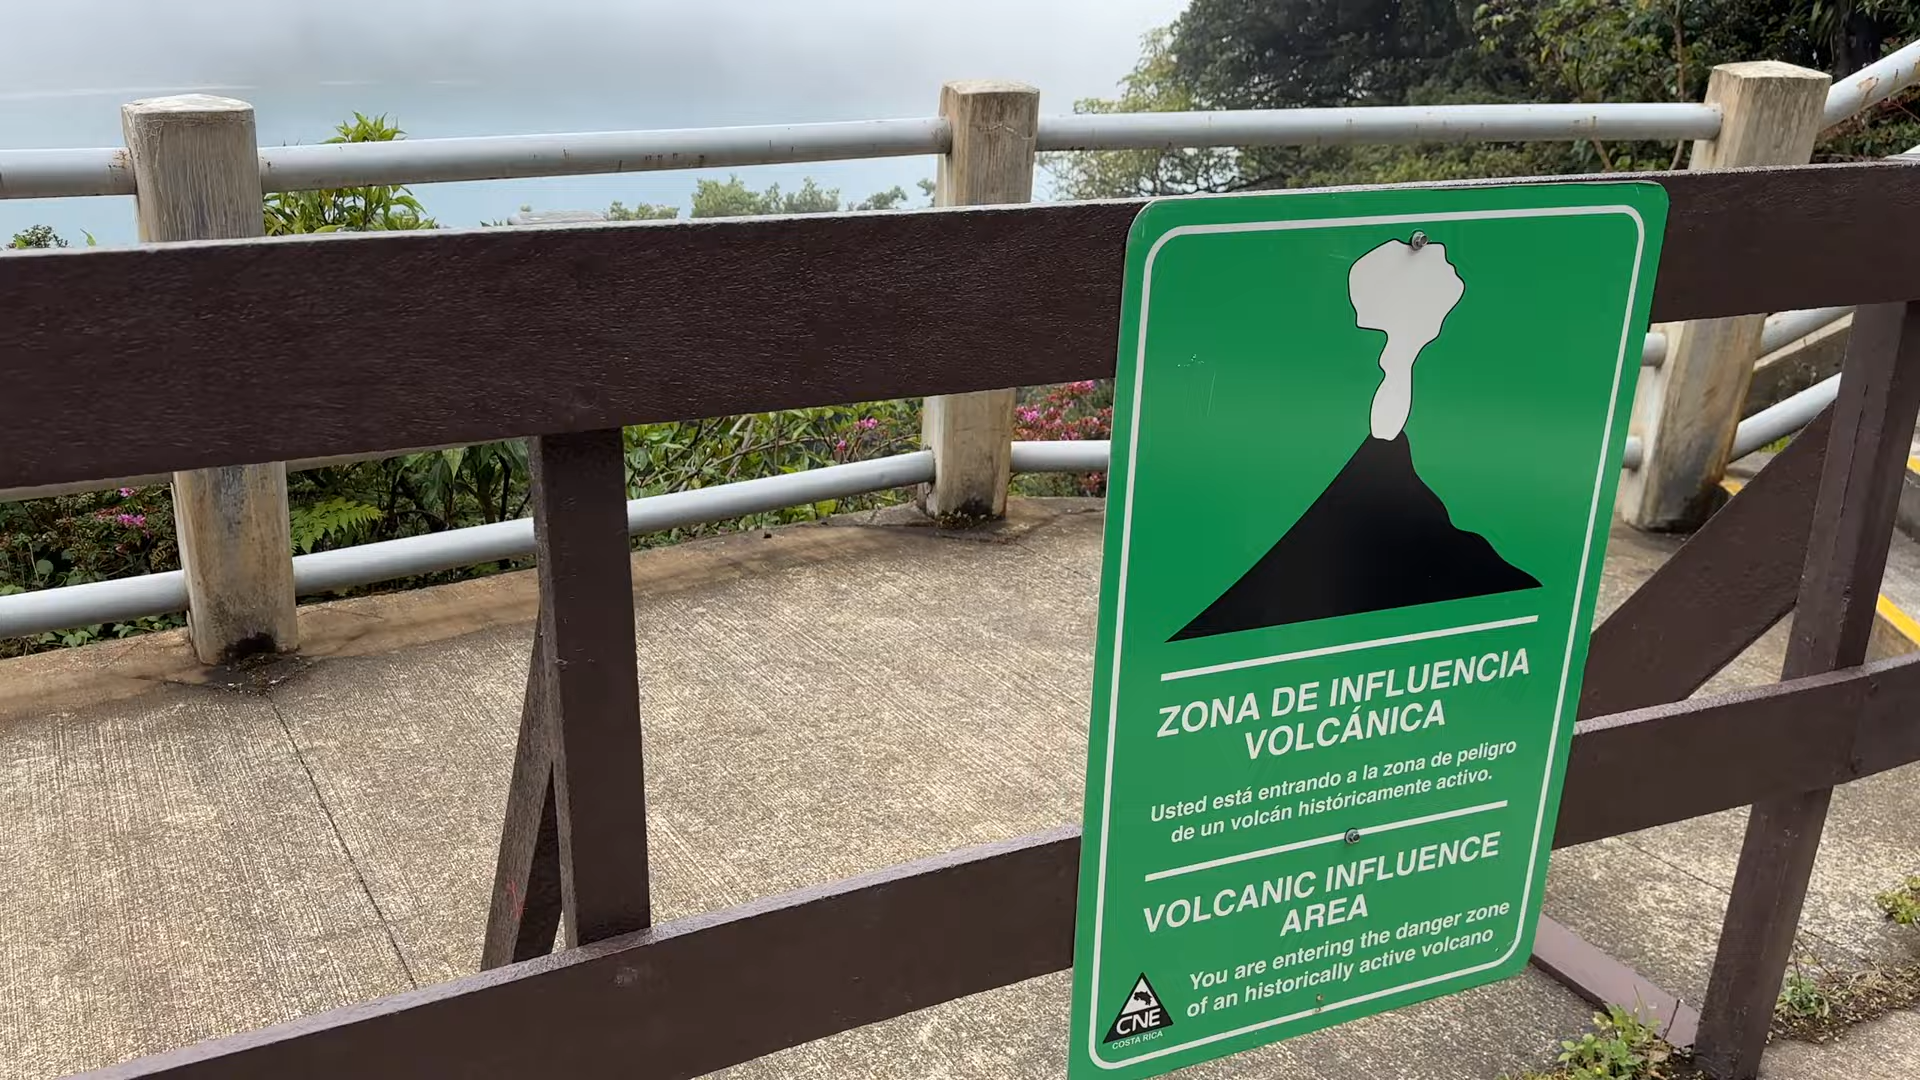 ZONA DE INFLUENCIA
VOLCÁNICA
Usted está entrando a la zona de peligro
de un volcán históricamente activo.
VOLCANIC INFLUENCE
AREA
You are entering the danger zone
of an historically active volcano
CNE
COSTA RICA